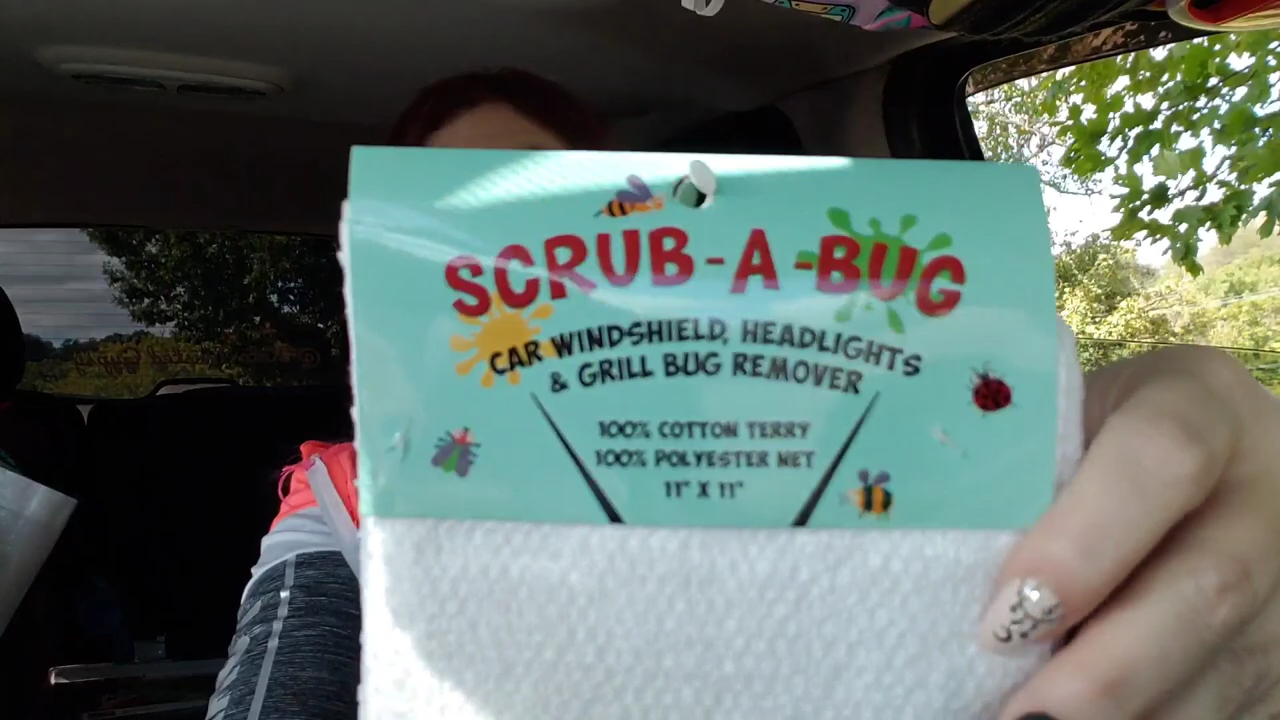 SCRUB-A-BUG
CAR WINDSHIELD, HEADLIGHTS
& GRILL BUG REMOVER
100% COTTON TERRY
100% POLYESTER NET
11" X 11"